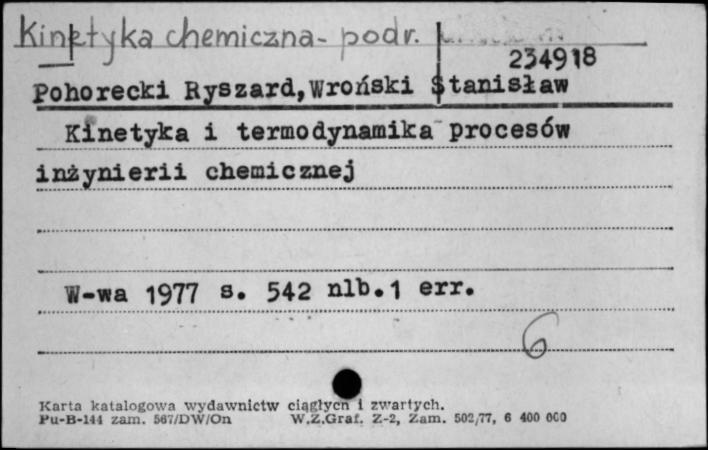 Kinetyka chemiczna - podr.
234918
Pohorecki Ryszard, Wroński Stanisław
Kinetyka i termodynamika procesów
inżynierii chemicznej
W-wa 1977 s. 542 nlb.1 err.
6
Karta katalogowa wydawnictw ciągłych i zwartych.
Pu-B-144 zam. 567/DW/On W.Z.Graf. Z-2, Zam. 502/77, 6 400 000